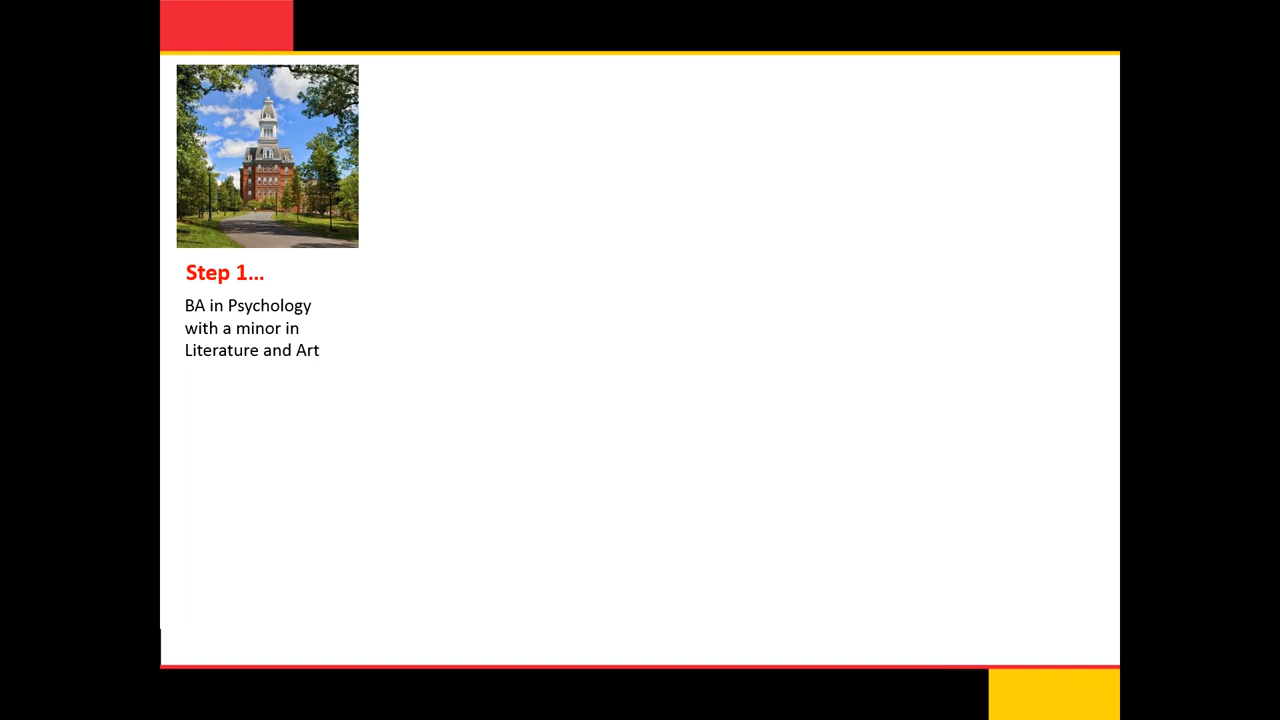 Step 1...
BA in Psychology
with a minor in
Literature and Art